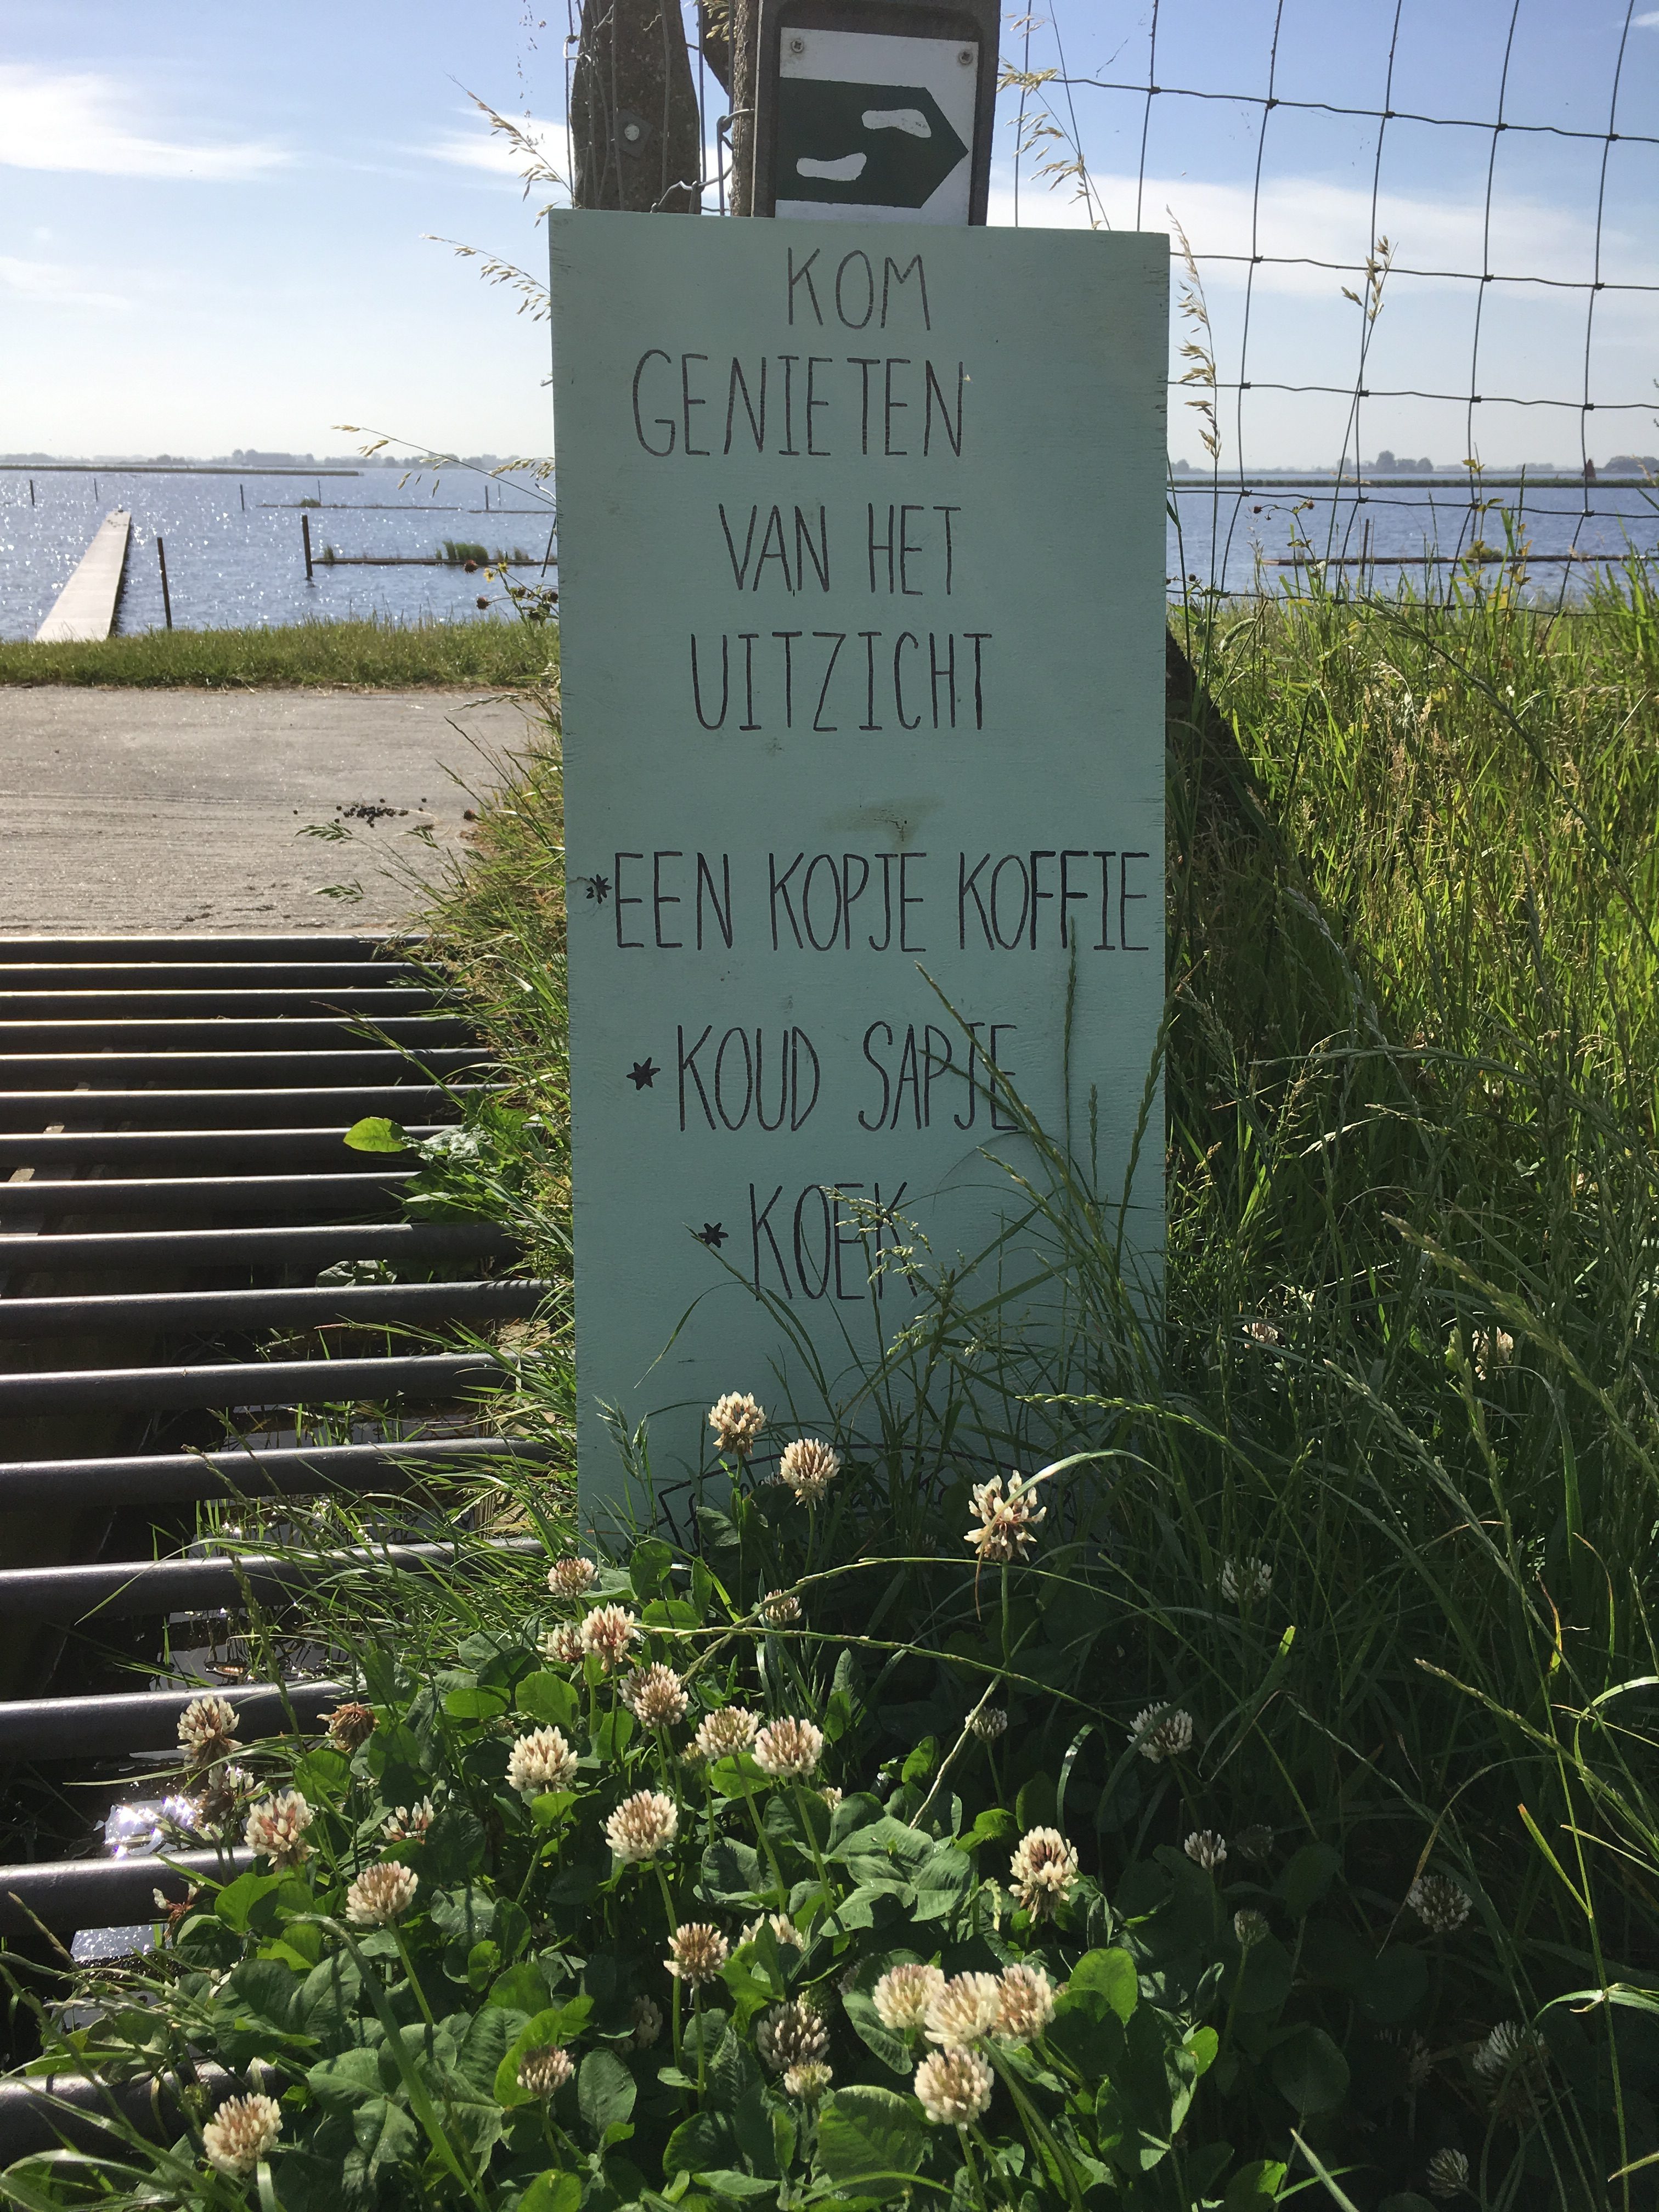 KOM
GENIETEN
VAN HET
UITZICHT
*EEN KOPJE KOFFIE
*KOUD SAPJE
*KOEK